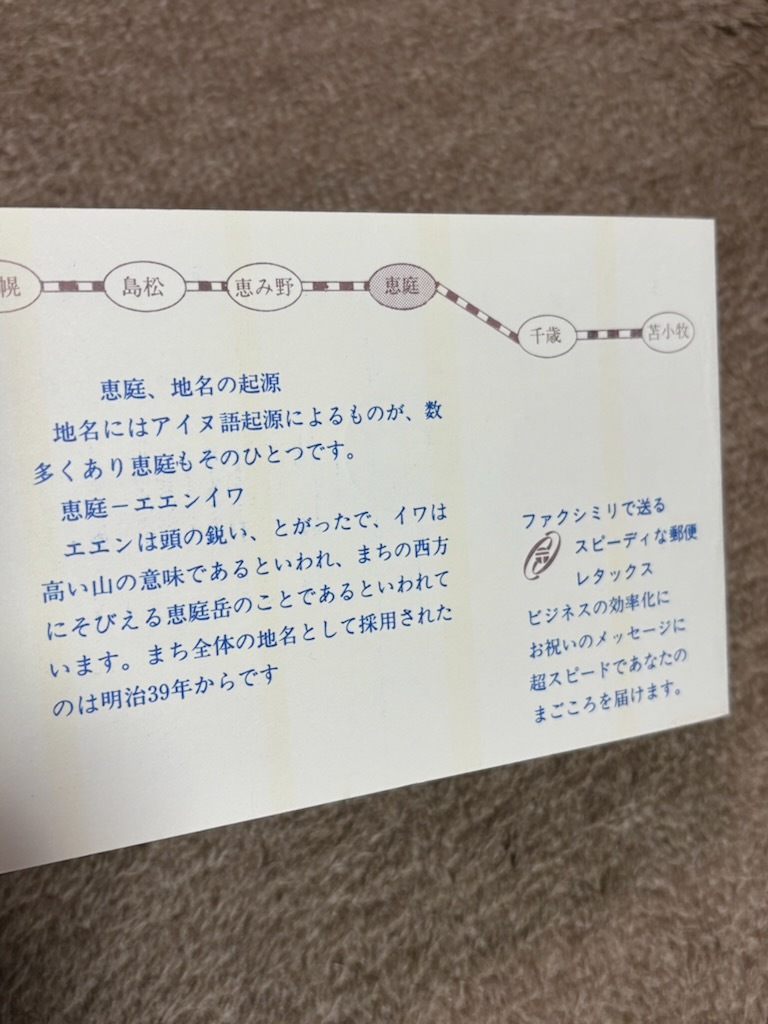 幌
島松
恵み野
恵庭
千歳
苫小牧
恵庭、地名の起源
地名にはアイヌ語起源によるものが、数
多くあり恵庭もそのひとつです。
恵庭－エエンイワ
エエンは頭の鋭い、とがったで、イワは
高い山の意味であるといわれ、まちの西方
にそびえる恵庭岳のことであるといわれて
います。まち全体の地名として採用された
のは明治39年からです
ファクシミリで送る
スピーディな郵便
レタックス
ビジネスの効率化に
お祝いのメッセージに
超スピードであなたの
まごころを届けます。